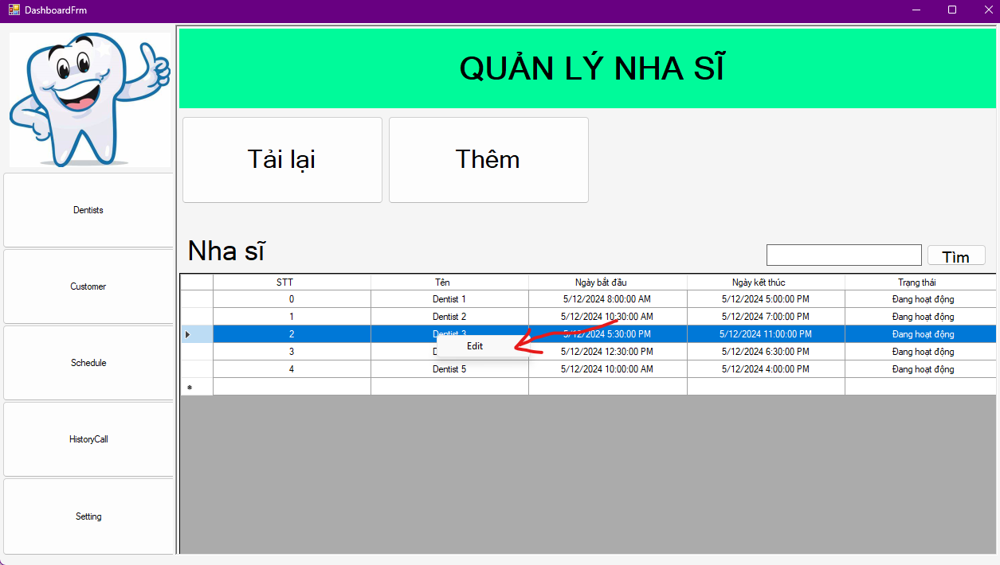 DashboardFrm
QUẢN LÝ NHA SĨ
Tải lại
Thêm
Dentists
Customer
Schedule
HistoryCall
Setting
Nha sĩ
Tìm
STT Tên Ngày bắt đầu Ngày kết thúc Trạng thái
0 Dentist 1 5/12/2024 8:00:00 AM 5/12/2024 5:00:00 PM Đang hoạt động
1 Dentist 2 5/12/2024 10:30:00 AM 5/12/2024 7:00:00 PM Đang hoạt động
2 Dentist 3 5/12/2024 5:30:00 PM 5/12/2024 11:00:00 PM Đang hoạt động
Edit
3 5/12/2024 12:30:00 PM 5/12/2024 6:30:00 PM Đang hoạt động
4 Dentist 5 5/12/2024 10:00:00 AM 5/12/2024 4:00:00 PM Đang hoạt động